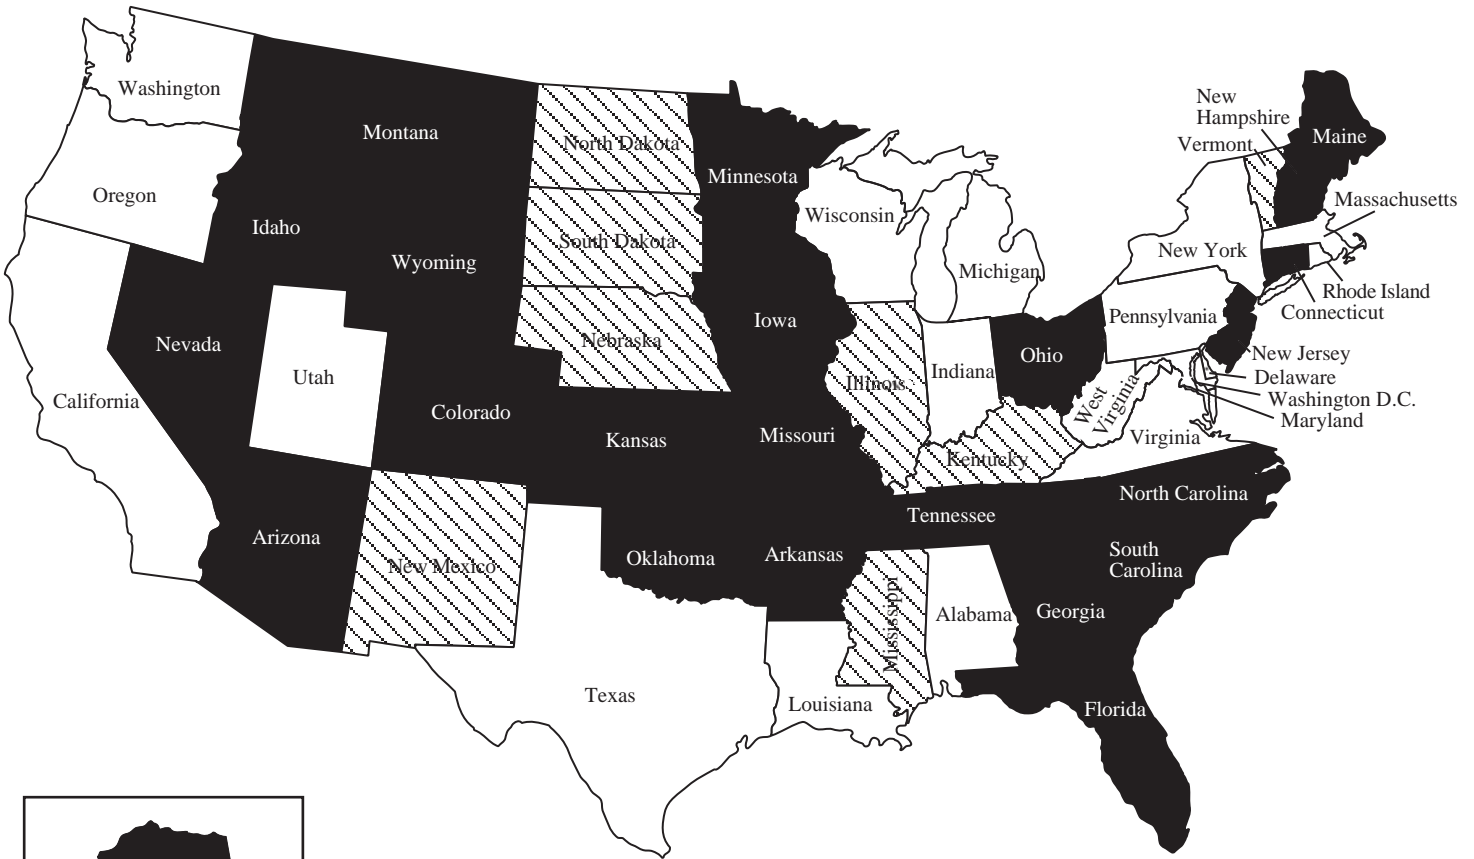 Washington
Montana
North Dakota
Minnesota
New
Hampshire
Vermont
Maine
Massachusetts
Oregon
Idaho
Wyoming
South Dakota
Wisconsin
Michigan
New York
Rhode Island
Connecticut
Nevada
Utah
Nebraska
Iowa
Illinois
Indiana
Ohio
Pennsylvania
New Jersey
Delaware
Washington D.C.
Maryland
California
Colorado
Kansas
Missouri
Kentucky
West
Virginia
Virginia
Arizona
New Mexico
Oklahoma
Arkansas
Tennessee
North Carolina
South
Carolina
Texas
Louisiana
Mississippi
Alabama
Georgia
Florida